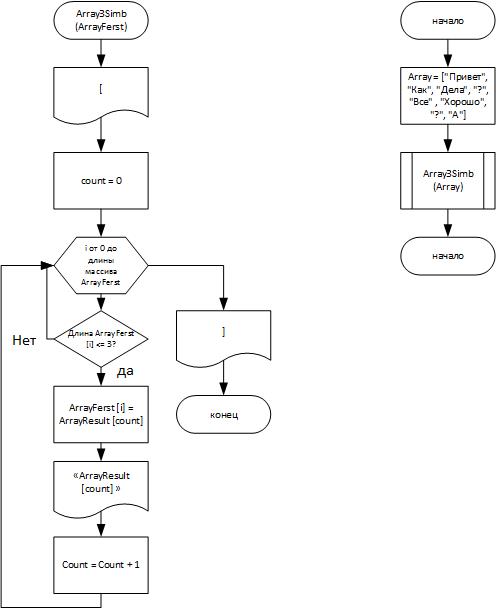 Array3Simb
(ArrayFerst)
[
count = 0
i от 0 до
длины
массива
ArrayFerst
Длина ArrayFerst
[i] <= 3?
Нет
да
ArrayFerst [i] =
ArrayResult [count]
«ArrayResult
[count] »
Count = Count + 1
]
конец
начало
Array = ["Привет",
"Как", "Дела", "?",
"Все" , "Хорошо",
"?", "А"]
Array3Simb
(Array)
начало